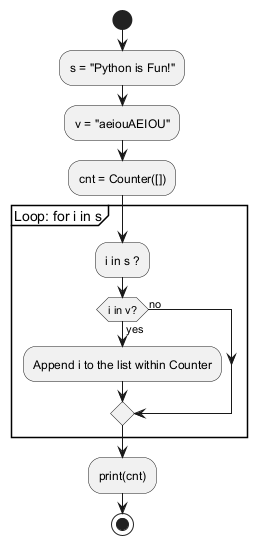 s = "Python is Fun!"
v = "aeiouAEIOU"
cnt = Counter([])
Loop: for i in s
i in s ?
i in v?
no
yes
Append i to the list within Counter
print(cnt)